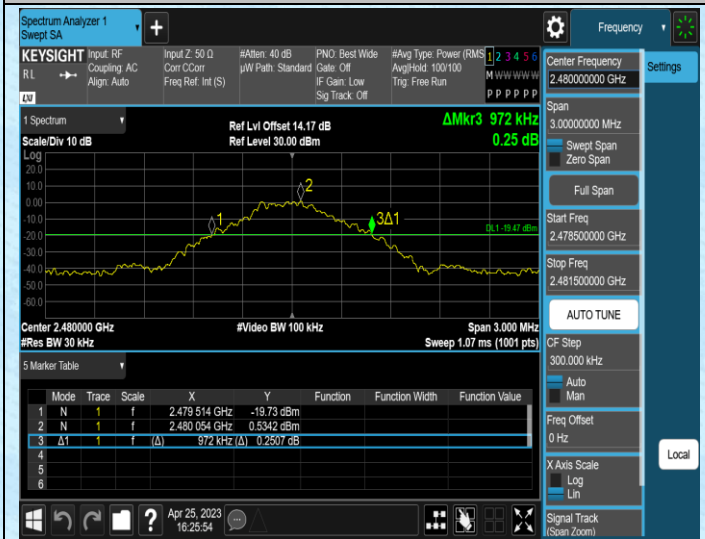 Spectrum Analyzer 1
Swept SA
+
Frequency
KEYSIGHT
Input: RF
Coupling: AC
Align: Auto
Input Z: 50 Ω
Corr CCorr
Freq Ref: Int (S)
#Atten: 40 dB
µW Path: Standard
PNO: Best Wide
Gate: Off
IF Gain: Low
Sig Track: Off
#Avg Type: Power (RMS
Avg|Hold: 100/100
Trig: Free Run
1 2 3 4 5 6
M W W W W W
P P P P P P
RL
LXI
1 Spectrum
Scale/Div 10 dB
Ref Lvl Offset 14.17 dB
Ref Level 30.00 dBm
ΔMkr3 972 kHz
0.25 dB
Log
20.0
10.0
0.00
-10.0
-20.0
-30.0
-40.0
-50.0
-60.0
1
2
3Δ1
DL1 -19.47 dBm
Center 2.480000 GHz
#Res BW 30 kHz
#Video BW 100 kHz
Span 3.000 MHz
Sweep 1.07 ms (1001 pts)
5 Marker Table
Mode Trace Scale X Y Function Function Width Function Value
1 N 1 f 2.479 514 GHz -19.73 dBm
2 N 1 f 2.480 054 GHz 0.5342 dBm
3 Δ1 1 f (Δ) 972 kHz (Δ) 0.2507 dB
4
5
6
Center Frequency
2.480000000 GHz
Settings
Span
3.00000000 MHz
Swept Span
Zero Span
Full Span
Start Freq
2.478500000 GHz
Stop Freq
2.481500000 GHz
AUTO TUNE
CF Step
300.000 kHz
Auto
Man
Freq Offset
0 Hz
X Axis Scale
Log
Lin
Signal Track
(Span Zoom)
Local
?
Apr 25, 2023
16:25:54